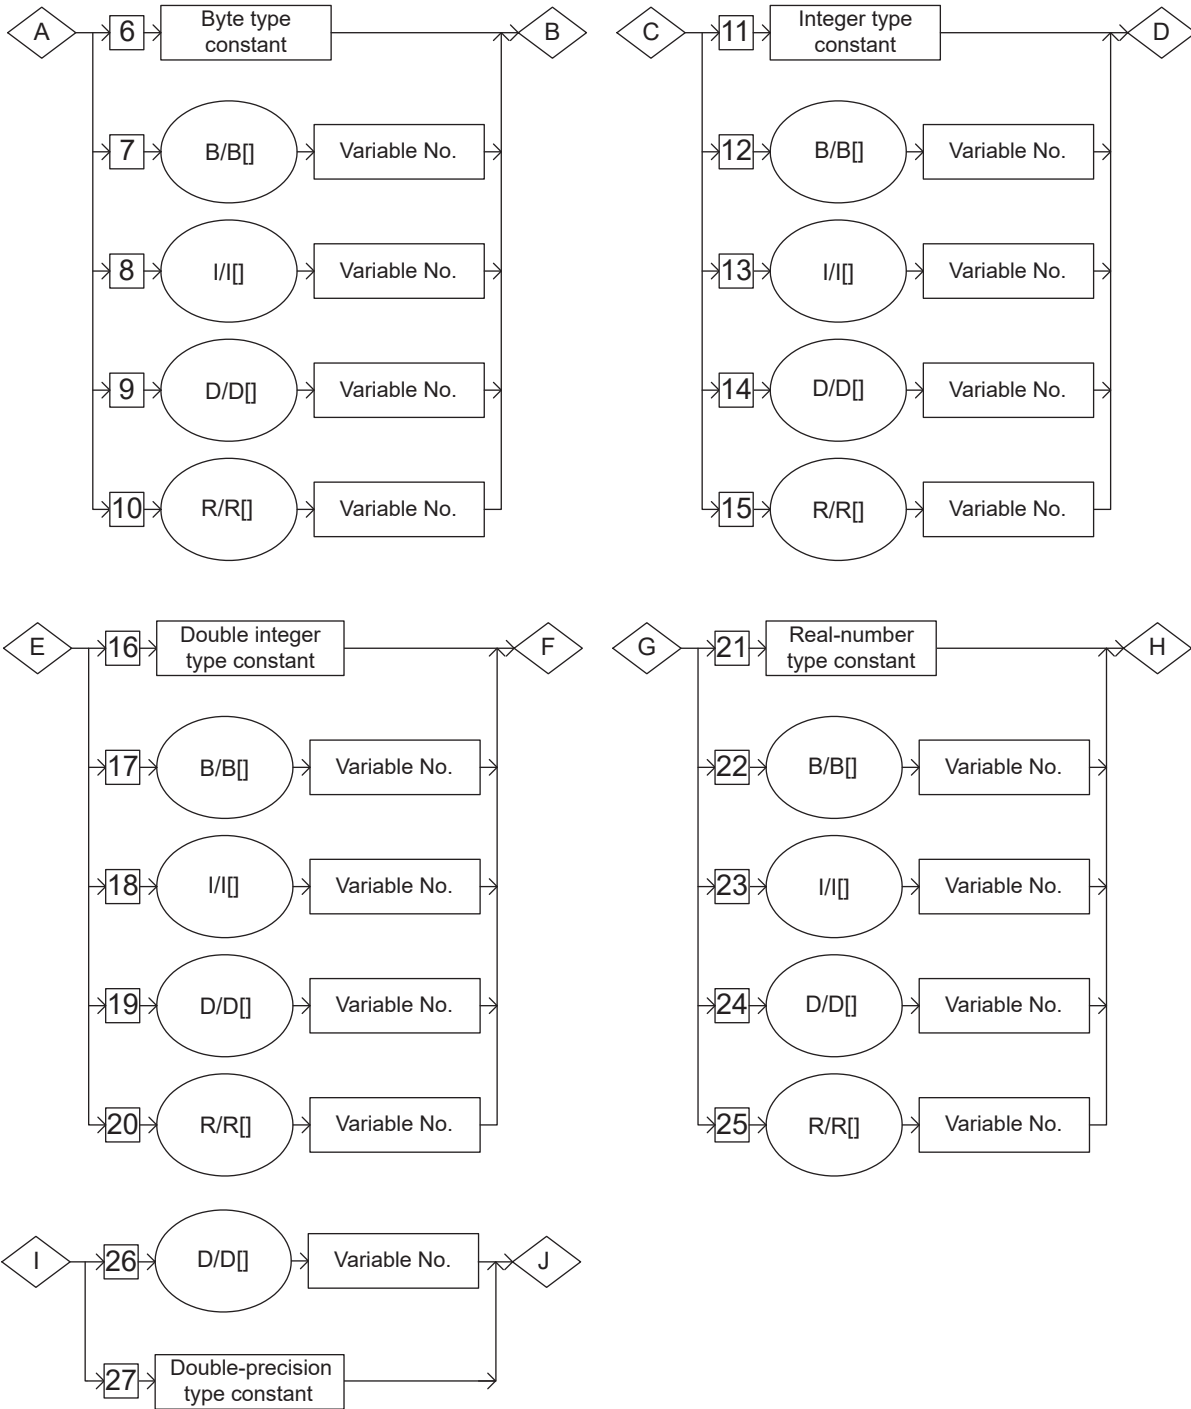 A
6
Byte type
constant
B
7
B/B[]
Variable No.
8
I/I[]
Variable No.
9
D/D[]
Variable No.
10
R/R[]
Variable No.
C
11
Integer type
constant
D
12
B/B[]
Variable No.
13
I/I[]
Variable No.
14
D/D[]
Variable No.
15
R/R[]
Variable No.
E
16
Double integer
type constant
F
17
B/B[]
Variable No.
18
I/I[]
Variable No.
19
D/D[]
Variable No.
20
R/R[]
Variable No.
G
21
Real-number
type constant
H
22
B/B[]
Variable No.
23
I/I[]
Variable No.
24
D/D[]
Variable No.
25
R/R[]
Variable No.
I
26
D/D[]
Variable No.
J
27
Double-precision
type constant